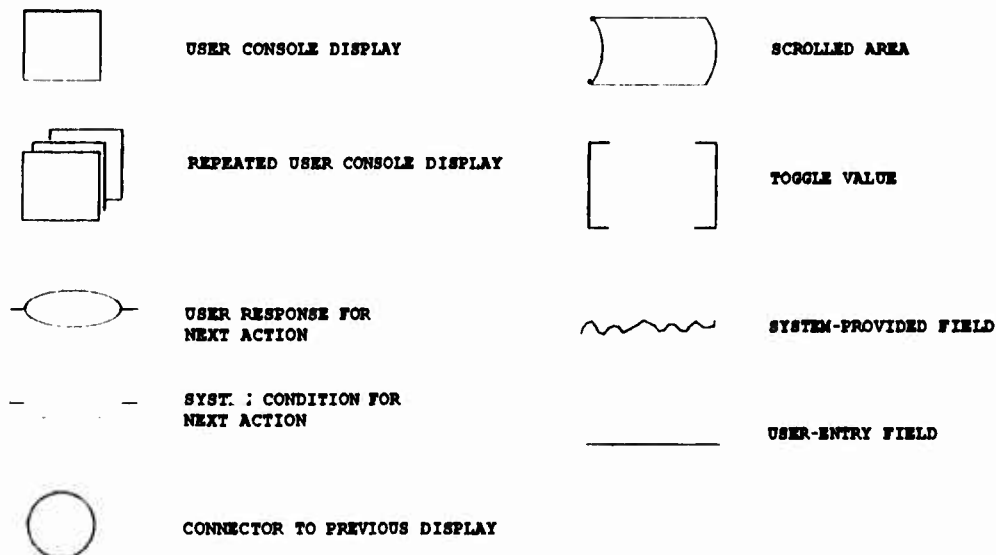 USER CONSOLE DISPLAY
REPEATED USER CONSOLE DISPLAY
USER RESPONSE FOR
NEXT ACTION
CONDITION FOR
NEXT ACTION
CONNECTOR TO PREVIOUS DISPLAY
SCROLLED AREA
TOGGLE VALUE
SYSTEM-PROVIDED FIELD
USER-ENTRY FIELD